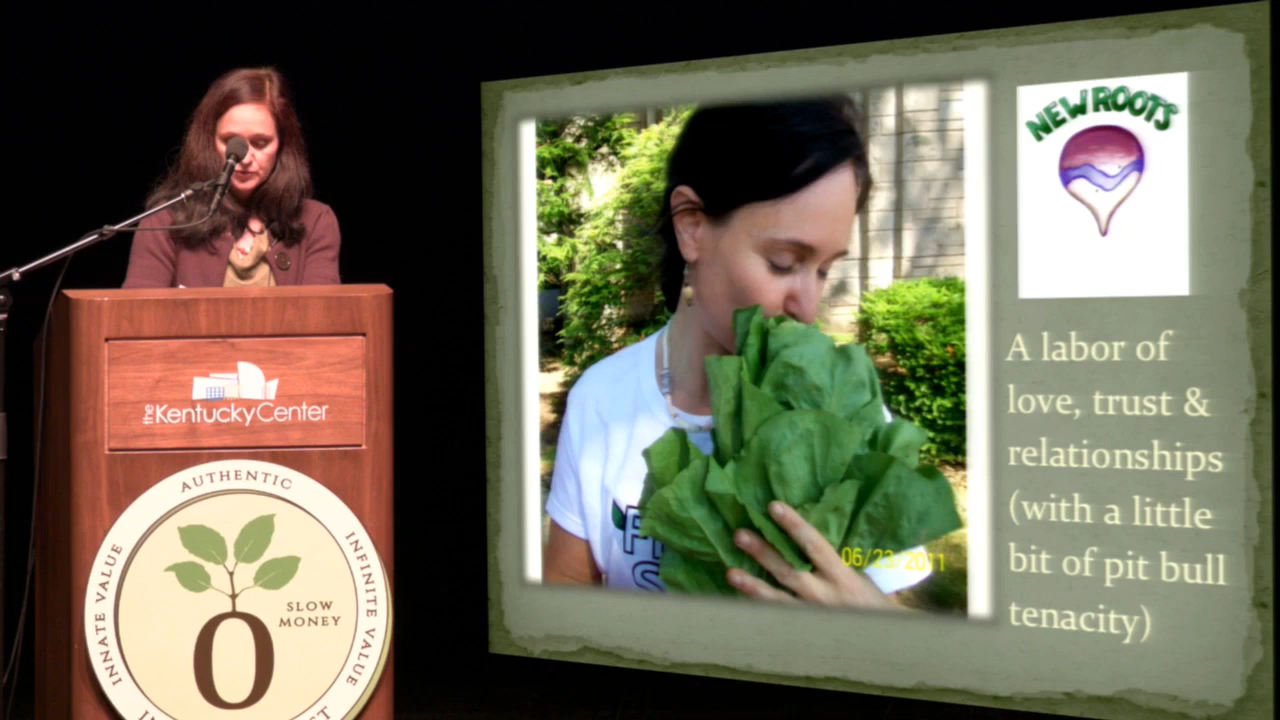 the Kentucky Center
AUTHENTIC
INNATE VALUE
INFINITE VALUE
SLOW
MONEY
0
NEW ROOTS
A labor of
love, trust &
relationships
(with a little
bit of pit bull
tenacity)
06/23/2011